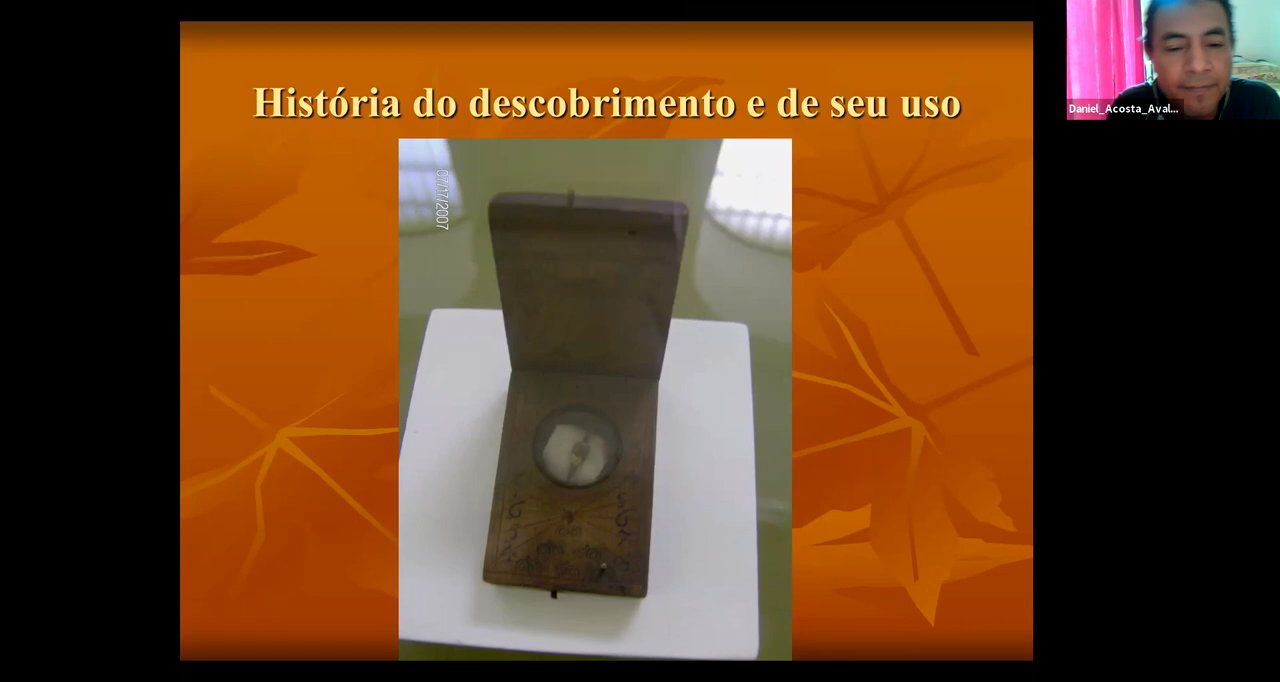 História do descobrimento e de seu uso
07/17/2007
Daniel_Acosta_Aval...